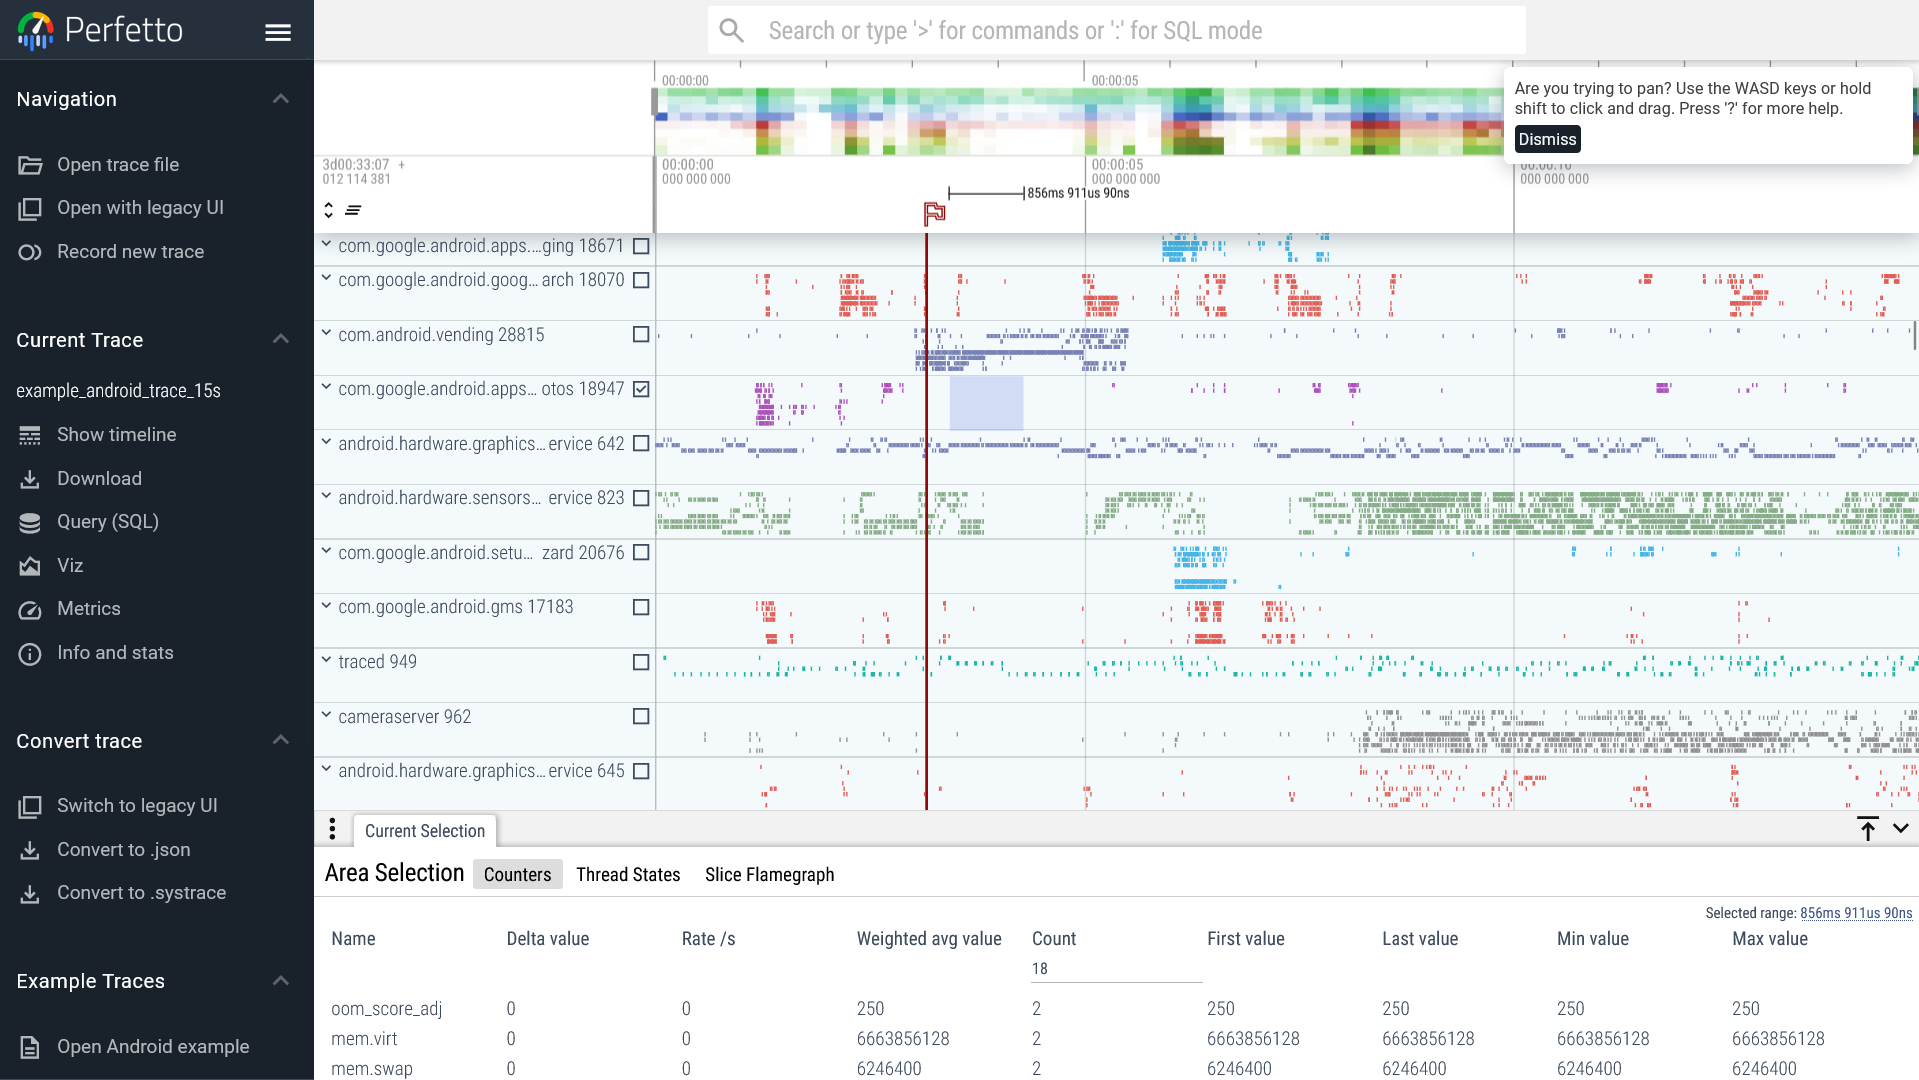 Perfetto
Search or type '>' for commands or ':' for SQL mode
Navigation
Open trace file
Open with legacy UI
Record new trace
Current Trace
example_android_trace_15s
Show timeline
Download
Query (SQL)
Viz
Metrics
Info and stats
Convert trace
Switch to legacy UI
Convert to .json
Convert to .systrace
Example Traces
Open Android example
00:00:00
00:00:05
Are you trying to pan? Use the WASD keys or hold
shift to click and drag. Press '?' for more help.
Dismiss
3d00:33:07 +
012 114 381
00:00:00
000 000 000
00:00:05
000 000 000
00:00:10
000 000 000
856ms 911us 90ns
com.google.android.apps.…ging 18671
com.google.android.goog… arch 18070
com.android.vending 28815
com.google.android.apps… otos 18947
android.hardware.graphics… ervice 642
android.hardware.sensors… ervice 823
com.google.android.setu… zard 20676
com.google.android.gms 17183
traced 949
cameraserver 962
android.hardware.graphics… ervice 645
Current Selection
Area Selection Counters Thread States Slice Flamegraph
Selected range: 856ms 911us 90ns
Name Delta value Rate /s Weighted avg value Count First value Last value Min value Max value
18
oom_score_adj 0 0 250 2 250 250 250 250
mem.virt 0 0 6663856128 2 6663856128 6663856128 6663856128 6663856128
mem.swap 0 0 6246400 2 6246400 6246400 6246400 6246400